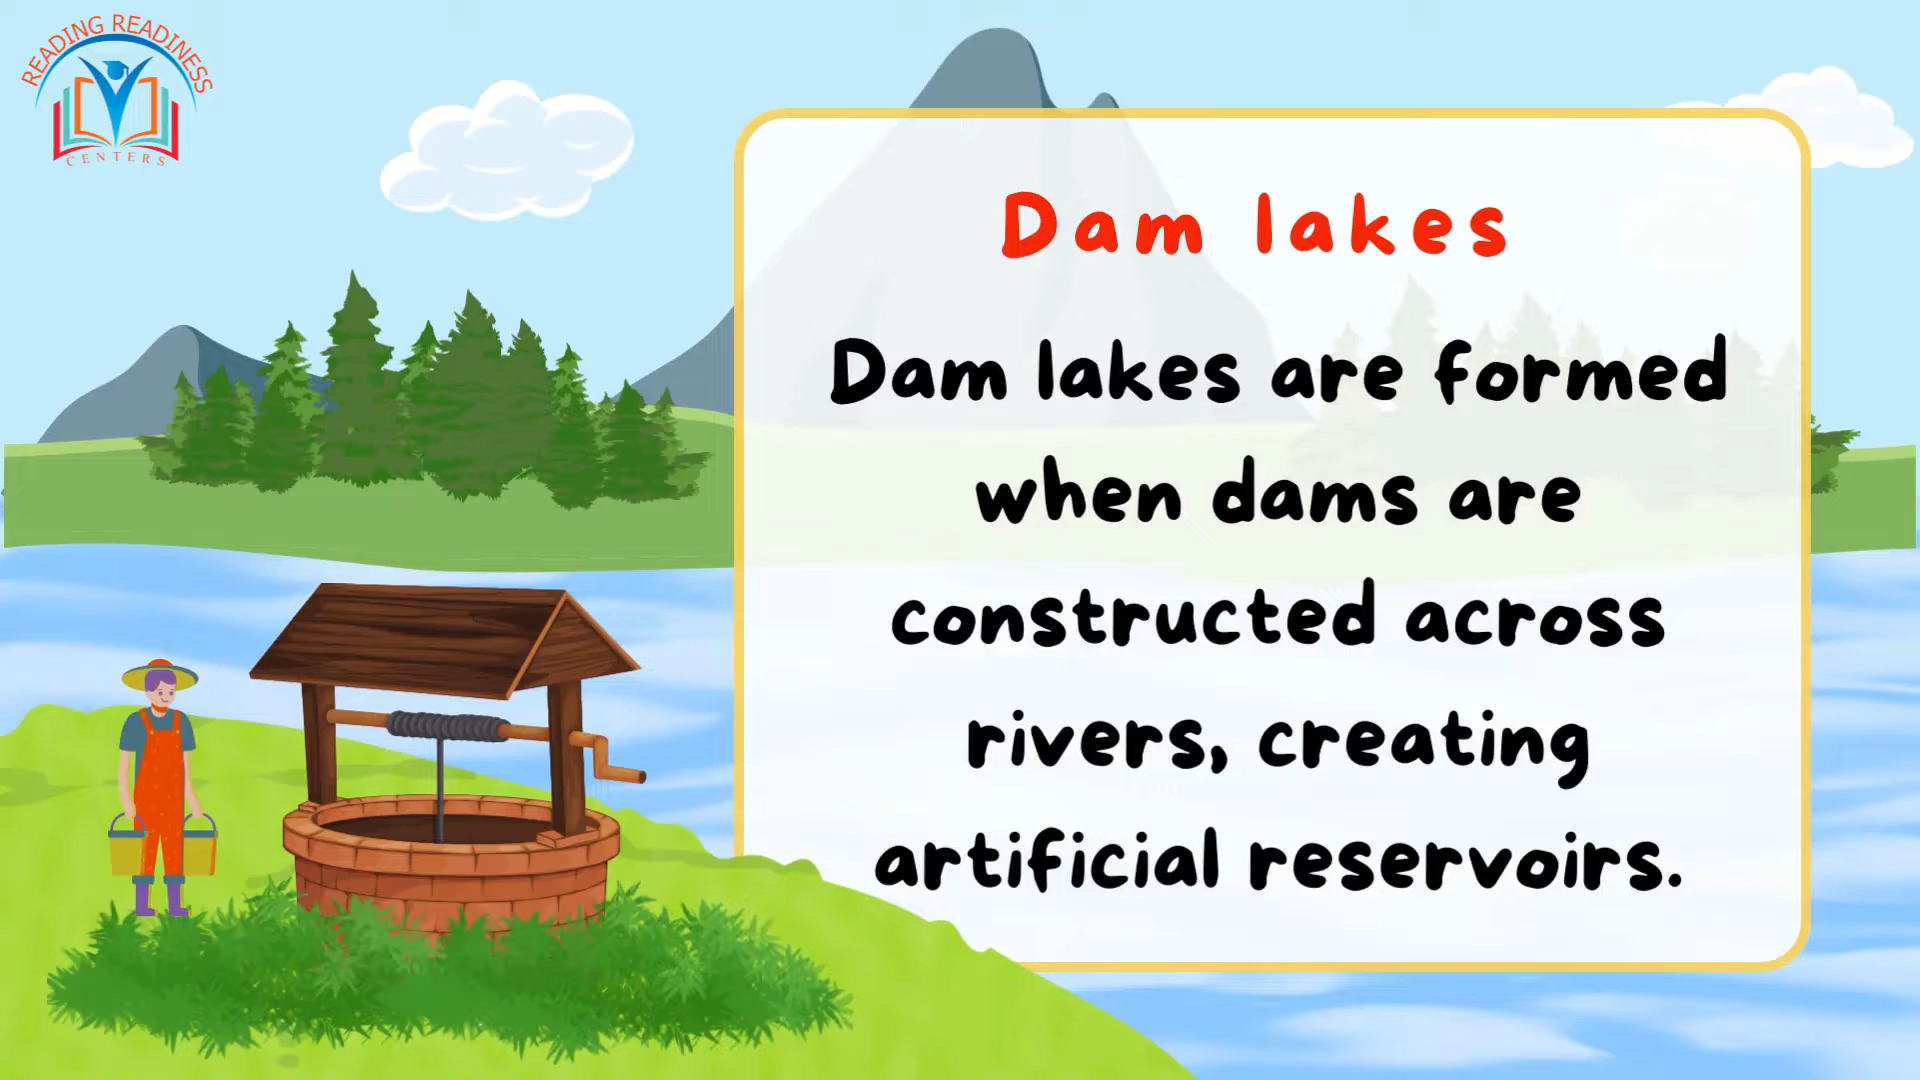 READING READINESS
CENTERS
Dam lakes
Dam lakes are formed
when dams are
constructed across
rivers, creating
artificial reservoirs.